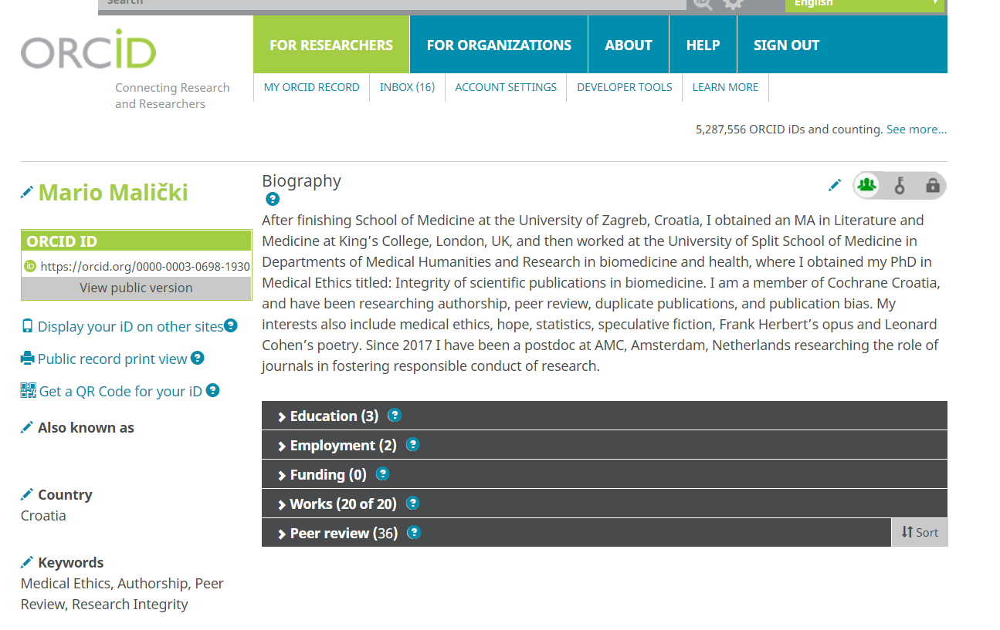 Search
English
ORCID
Connecting Research
and Researchers
FOR RESEARCHERS
FOR ORGANIZATIONS
ABOUT
HELP
SIGN OUT
MY ORCID RECORD
INBOX (16)
ACCOUNT SETTINGS
DEVELOPER TOOLS
LEARN MORE
5,287,556 ORCID iDs and counting. See more...
Mario Malički
ORCID ID
iD https://orcid.org/0000-0003-0698-1930
View public version
Display your iD on other sites?
Public record print view ?
Get a QR Code for your iD ?
Also known as
Country
Croatia
Keywords
Medical Ethics, Authorship, Peer
Review, Research Integrity
Biography
?
After finishing School of Medicine at the University of Zagreb, Croatia, I obtained an MA in Literature and
Medicine at King’s College, London, UK, and then worked at the University of Split School of Medicine in
Departments of Medical Humanities and Research in biomedicine and health, where I obtained my PhD in
Medical Ethics titled: Integrity of scientific publications in biomedicine. I am a member of Cochrane Croatia,
and have been researching authorship, peer review, duplicate publications, and publication bias. My
interests also include medical ethics, hope, statistics, speculative fiction, Frank Herbert’s opus and Leonard
Cohen’s poetry. Since 2017 I have been a postdoc at AMC, Amsterdam, Netherlands researching the role of
journals in fostering responsible conduct of research.
Education (3) ?
Employment (2) ?
Funding (0) ?
Works (20 of 20) ?
Peer review (36) ?
Sort